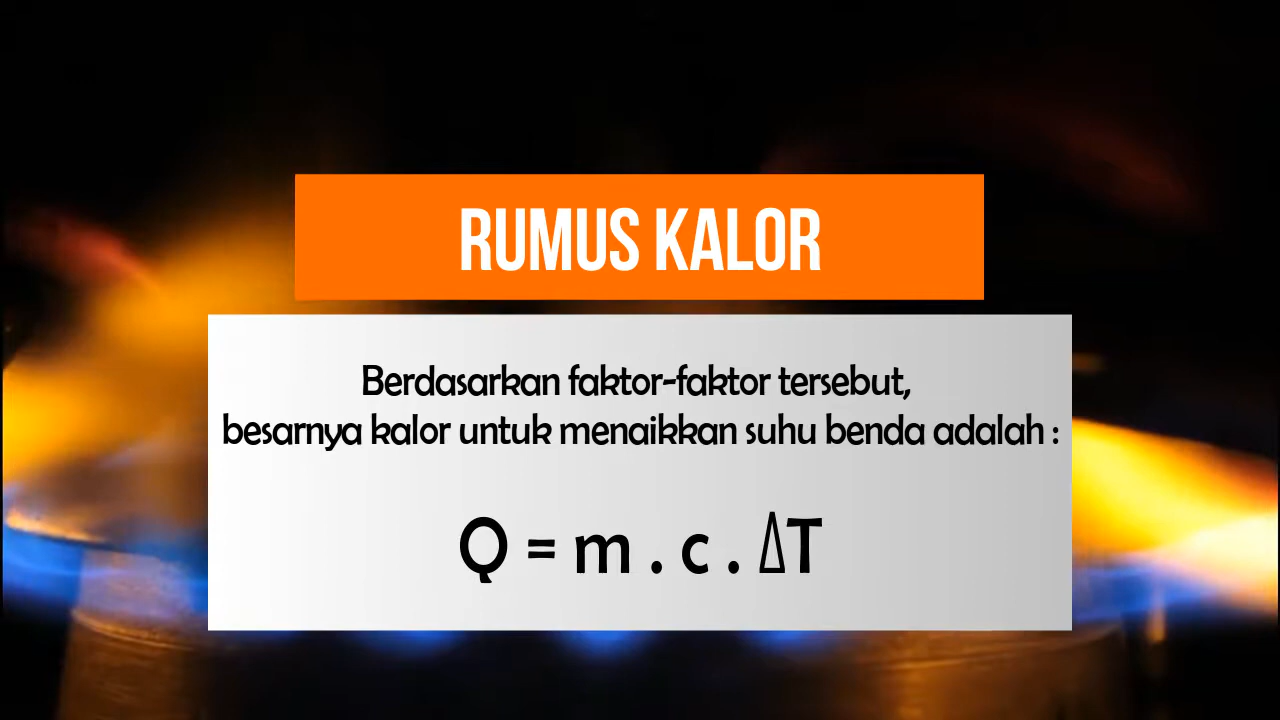 RUMUS KALOR
Berdasarkan faktor-faktor tersebut,
besarnya kalor untuk menaikkan suhu benda adalah :
Q = m . c . ΔT